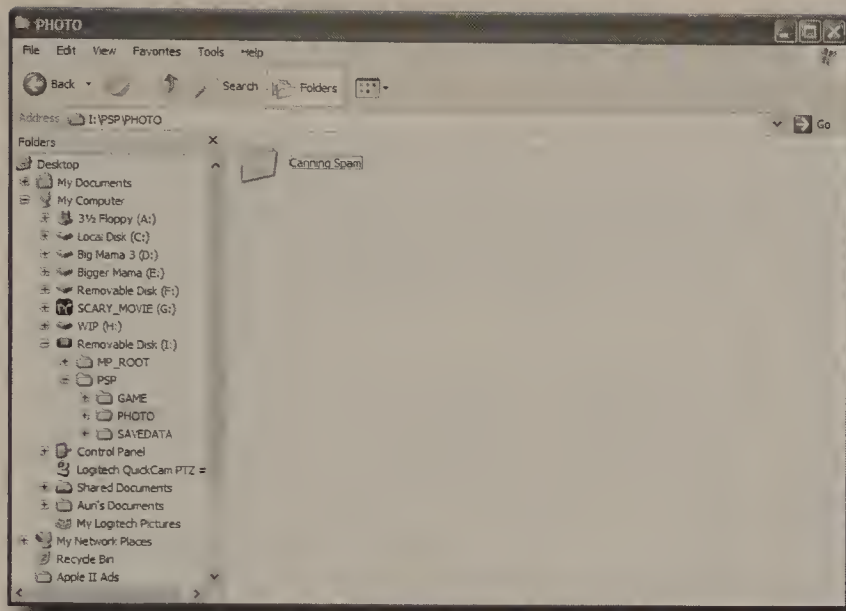 PHOTO
File Edit View Favorites Tools Help
Back Search Folders
Address I:\PSP\PHOTO Go
Folders X
Canning Spam
Desktop
My Documents
My Computer
3½ Floppy (A:)
Local Disk (C:)
Big Mama 3 (D:)
Bigger Mama (E:)
Removable Disk (F:)
SCARY_MOVIE (G:)
WIP (H:)
Removable Disk (I:)
MP_ROOT
PSP
GAME
PHOTO
SAVEDATA
Control Panel
Logitech QuickCam PTZ =
Shared Documents
Aun's Documents
My Logitech Pictures
My Network Places
Recycle Bin
Apple II Ads